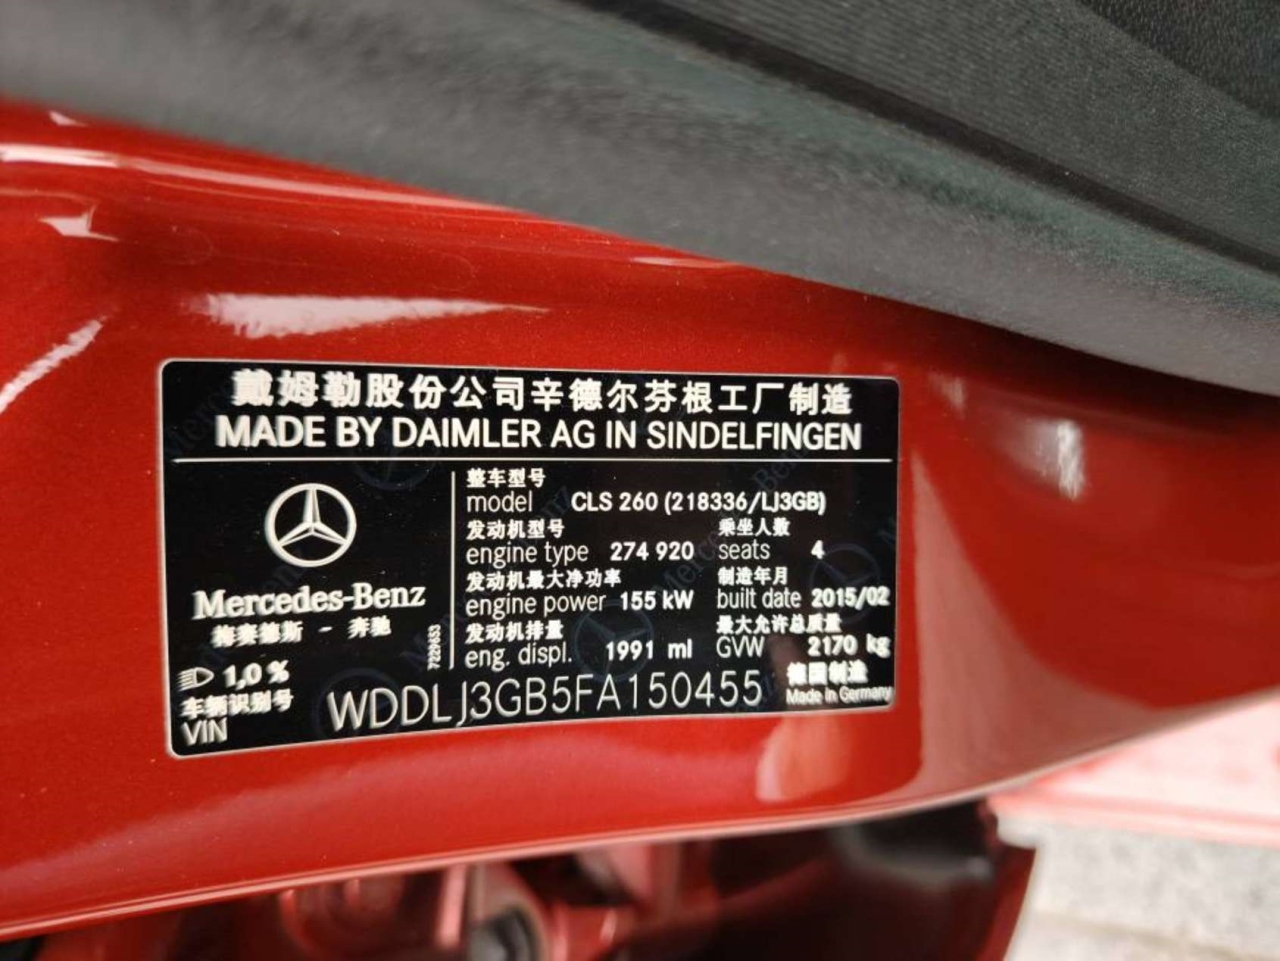 戴姆勒股份公司辛德尔芬根工厂制造
MADE BY DAIMLER AG IN SINDELFINGEN
Mercedes-Benz
梅赛德斯 - 奔驰
7229653
1,0 %
整车型号
model CLS 260 (218336/LJ3GB)
发动机型号 乘坐人数
engine type 274 920 seats 4
发动机最大净功率 制造年月
engine power 155 kW built date 2015/02
发动机排量 最大允许总质量
eng. displ. 1991 ml GVW 2170 kg
车辆识别号 德国制造
VIN WDDLJ3GB5FA150455 Made in Germany